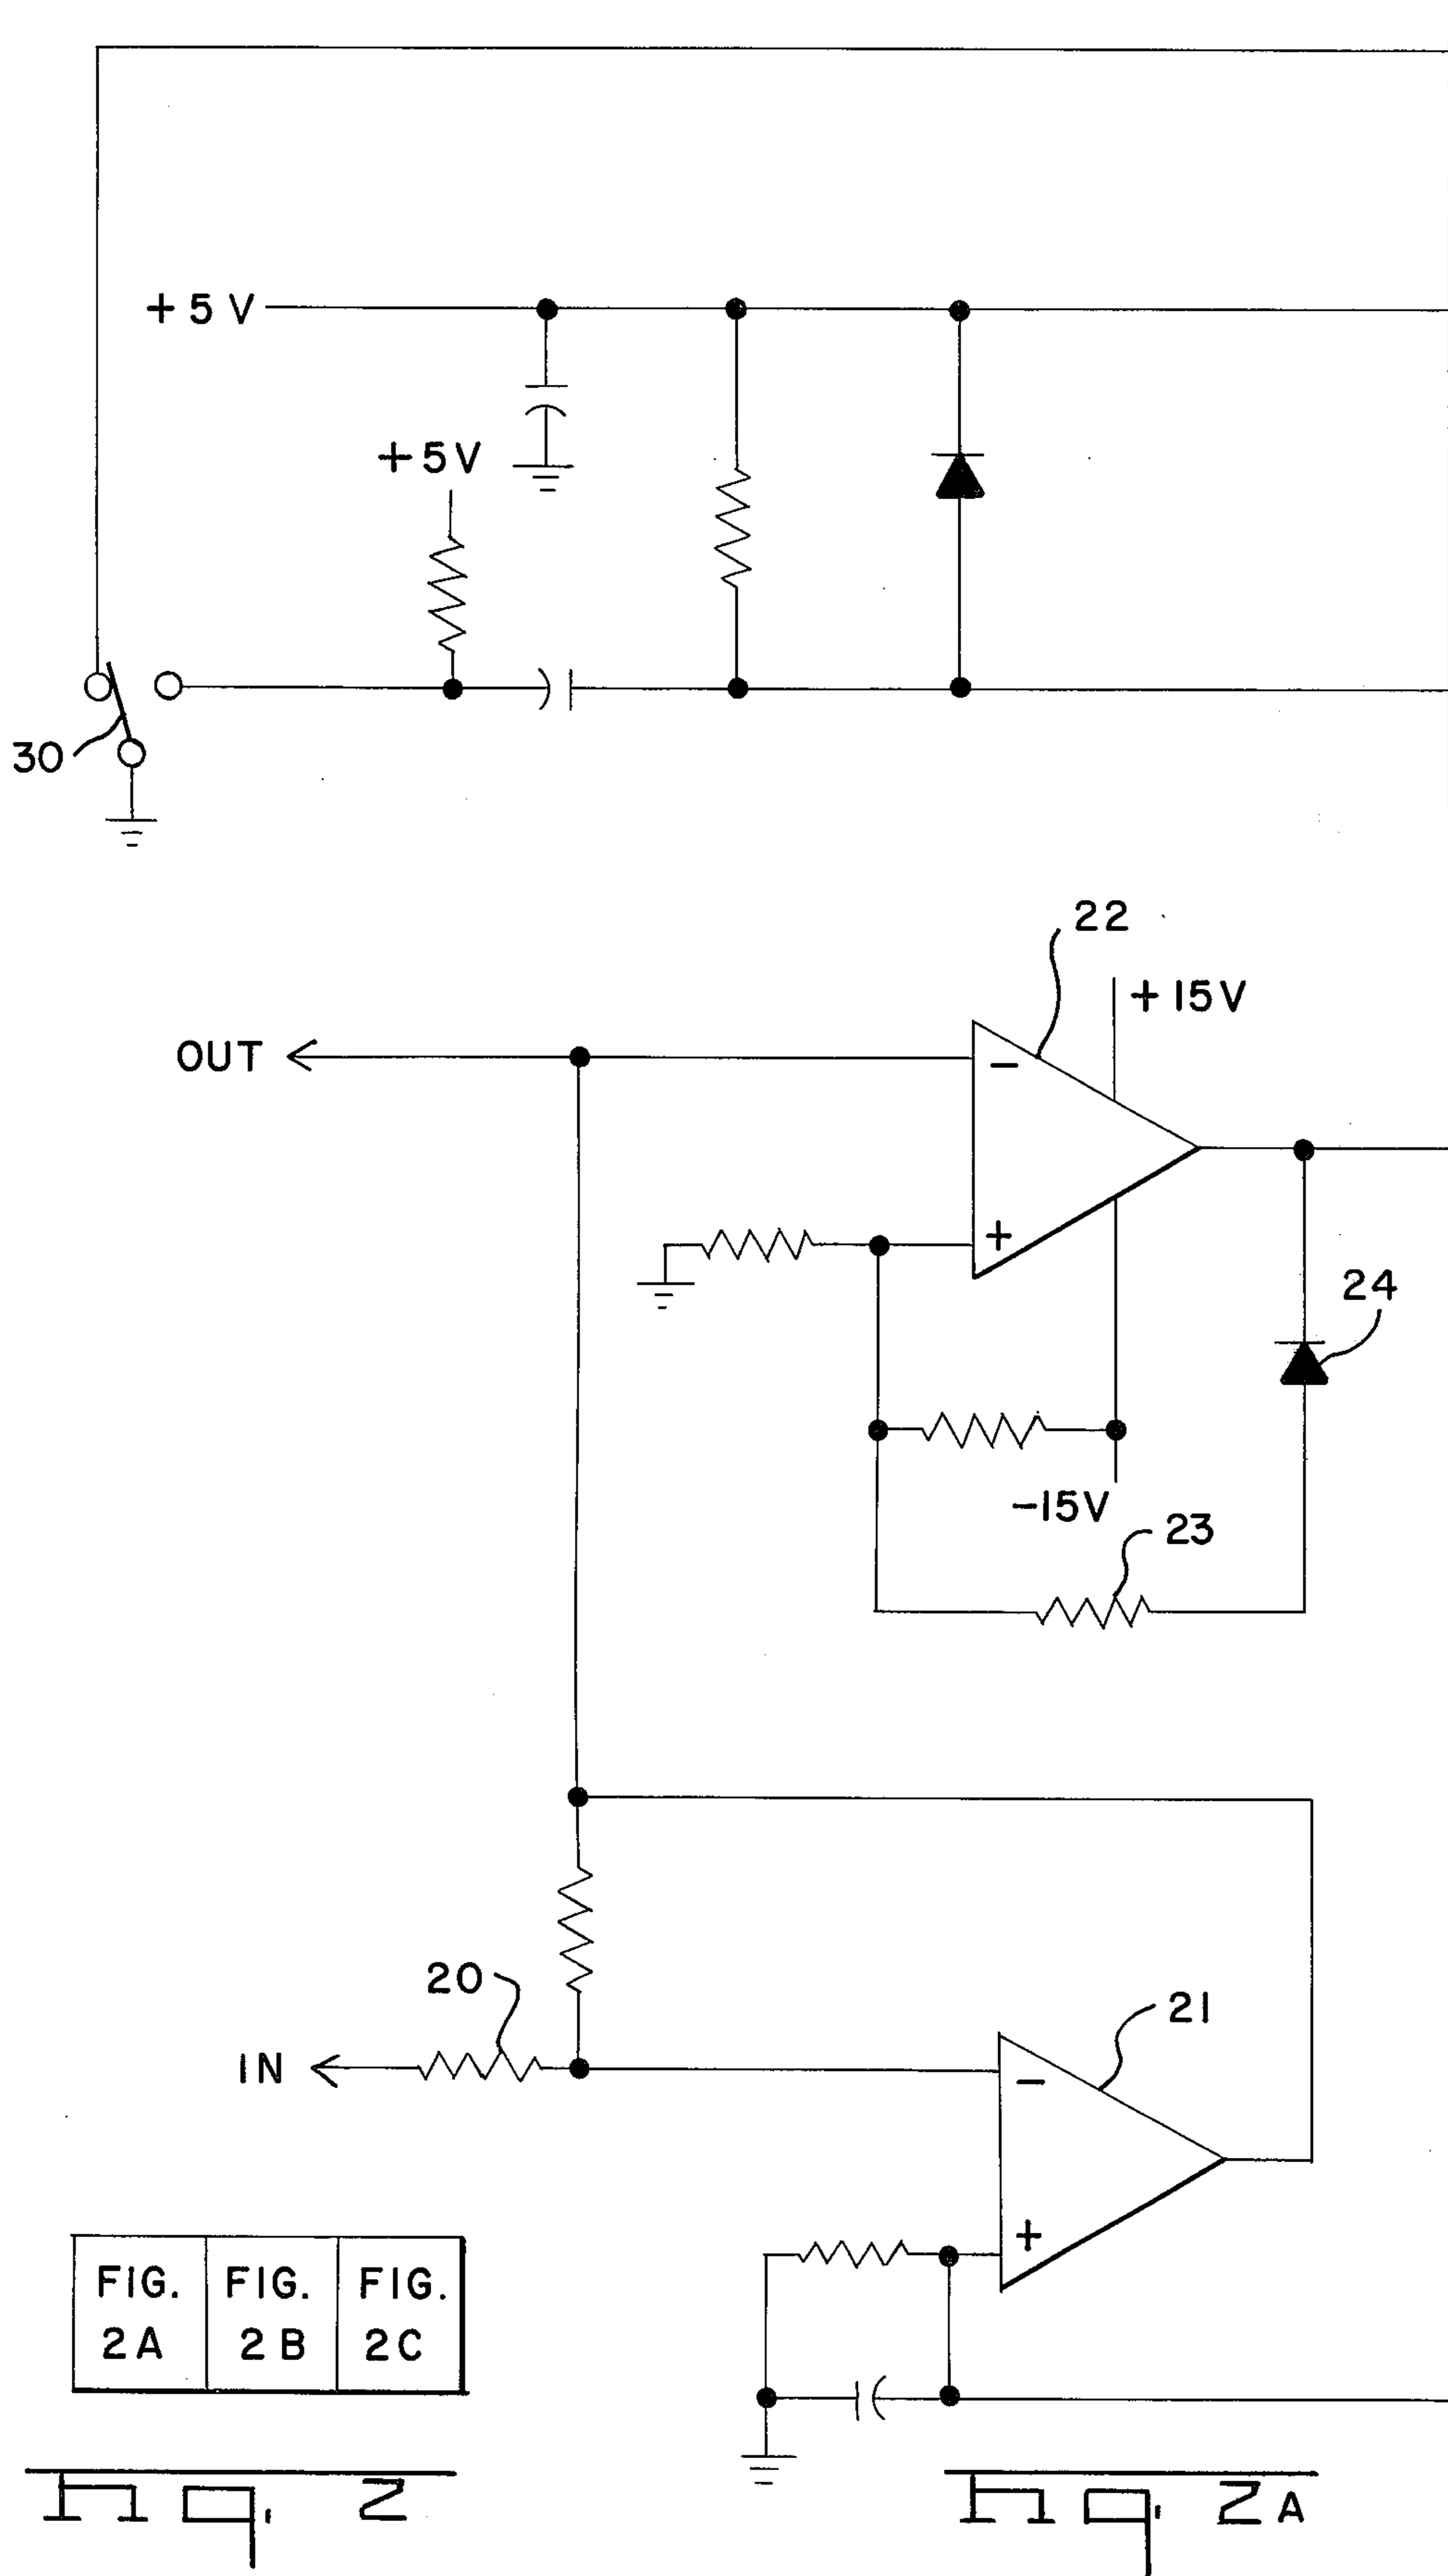 +5V
+5V
30
22
+15V
OUT
-
+
24
-15V
23
20
21
IN
-
+
FIG. 2A
FIG. 2B
FIG. 2C
Fig. 2
Fig. 2A